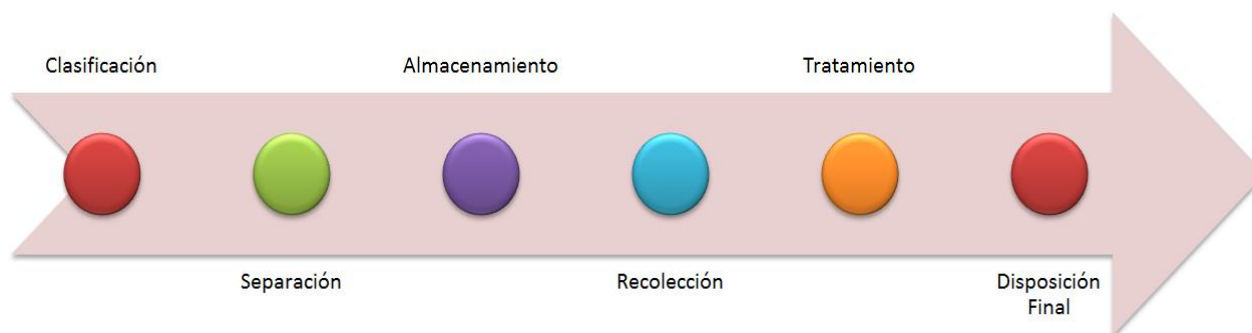 Clasificación
Almacenamiento
Tratamiento
Separación
Recolección
Disposición
Final